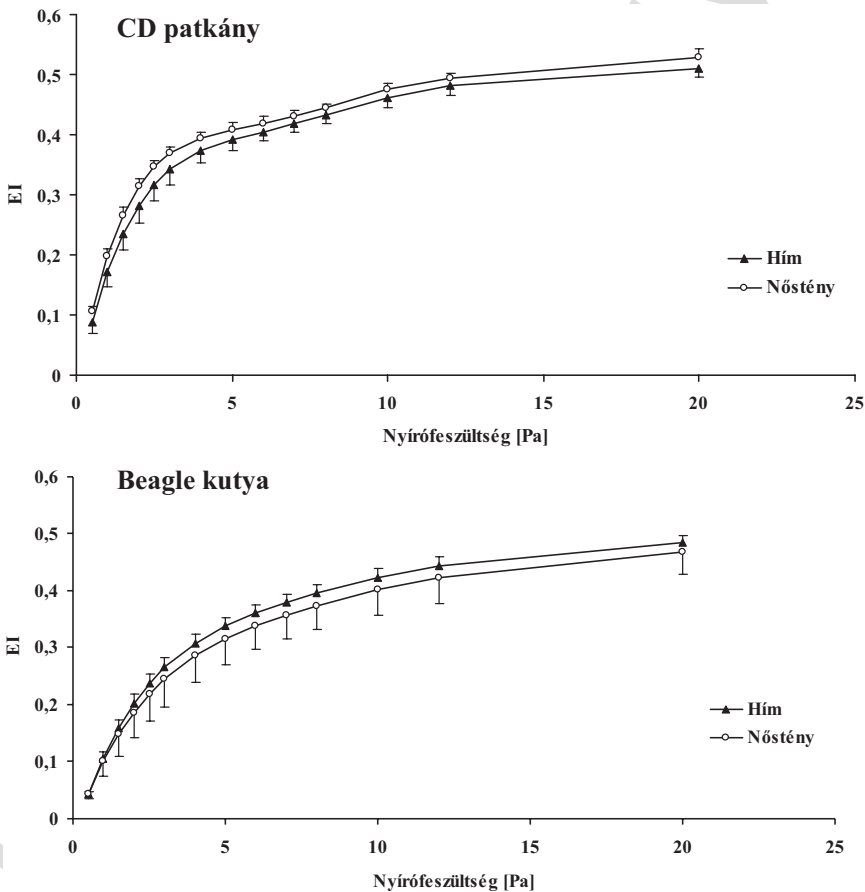 CD patkány
0,6
0,5
0,4
0,3
0,2
0,1
0
EI
0 5 10 15 20 25
Nyírófeszültség [Pa]
Hím
Nőstény
Beagle kutya
0,6
0,5
0,4
0,3
0,2
0,1
0
EI
0 5 10 15 20 25
Nyírófeszültség [Pa]
Hím
Nőstény